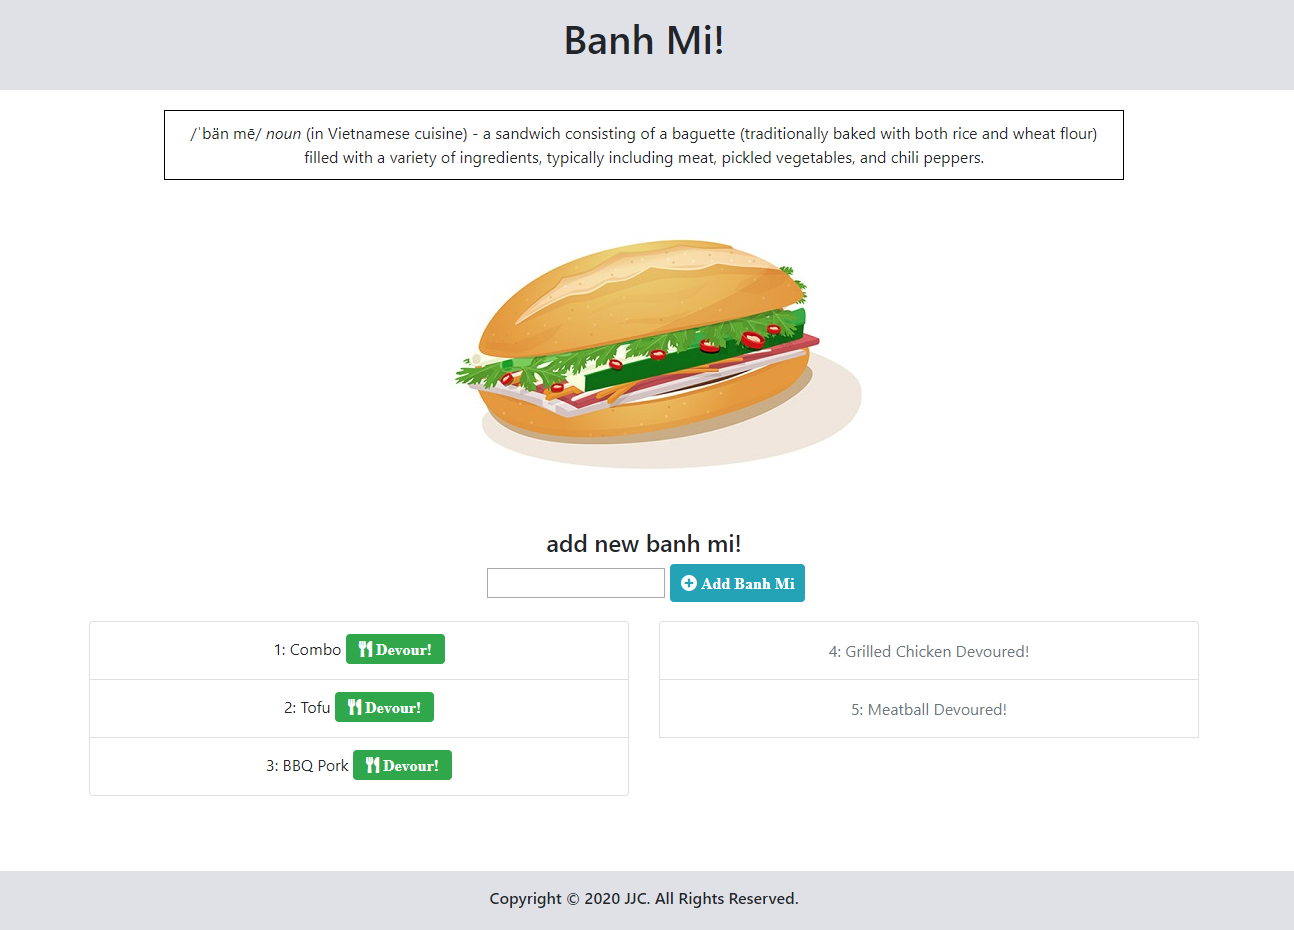 Banh Mi!
/ˈbän mē/ noun (in Vietnamese cuisine) - a sandwich consisting of a baguette (traditionally baked with both rice and wheat flour)
filled with a variety of ingredients, typically including meat, pickled vegetables, and chili peppers.
add new banh mi!
Add Banh Mi
1: Combo Devour!
2: Tofu Devour!
3: BBQ Pork Devour!
4: Grilled Chicken Devoured!
5: Meatball Devoured!
Copyright © 2020 JJC. All Rights Reserved.